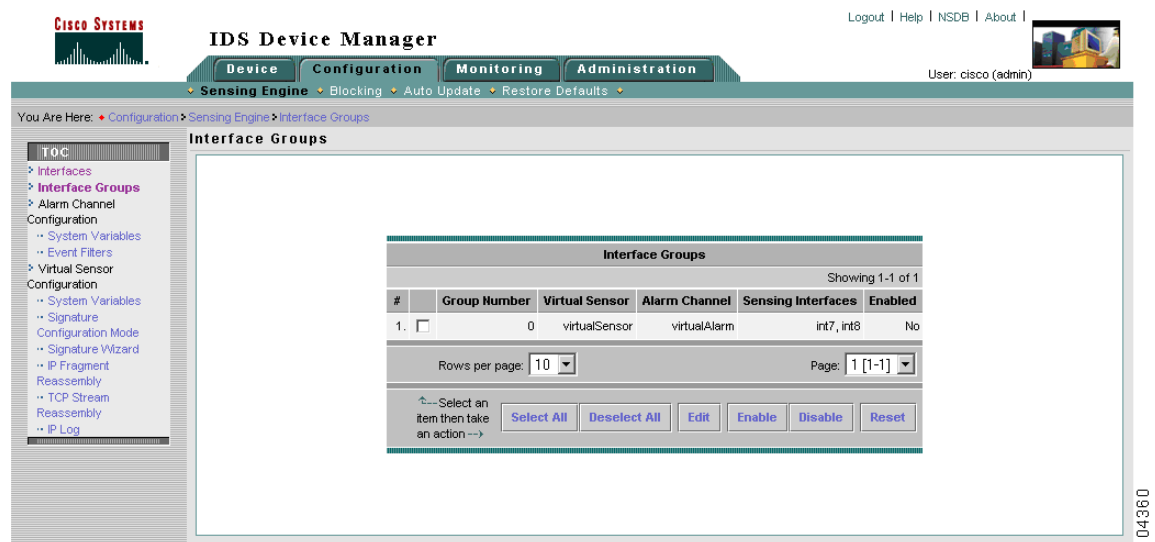 CISCO SYSTEMS
IDS Device Manager
Logout | Help | NSDB | About |
User: cisco (admin)
Device Configuration Monitoring Administration
Sensing Engine Blocking Auto Update Restore Defaults
You Are Here: Configuration Sensing Engine Interface Groups
TOC
Interfaces
Interface Groups
Alarm Channel
Configuration
System Variables
Event Filters
Virtual Sensor
Configuration
System Variables
Signature
Configuration Mode
Signature Wizard
IP Fragment
Reassembly
TCP Stream
Reassembly
IP Log
Interface Groups
Interface Groups
Showing 1-1 of 1
# Group Number Virtual Sensor Alarm Channel Sensing Interfaces Enabled
1. 0 virtualSensor virtualAlarm int7, int8 No
Rows per page: 10 Page: 1 [1-1]
Select an
item then take
an action -->
Select All Deselect All Edit Enable Disable Reset
04360